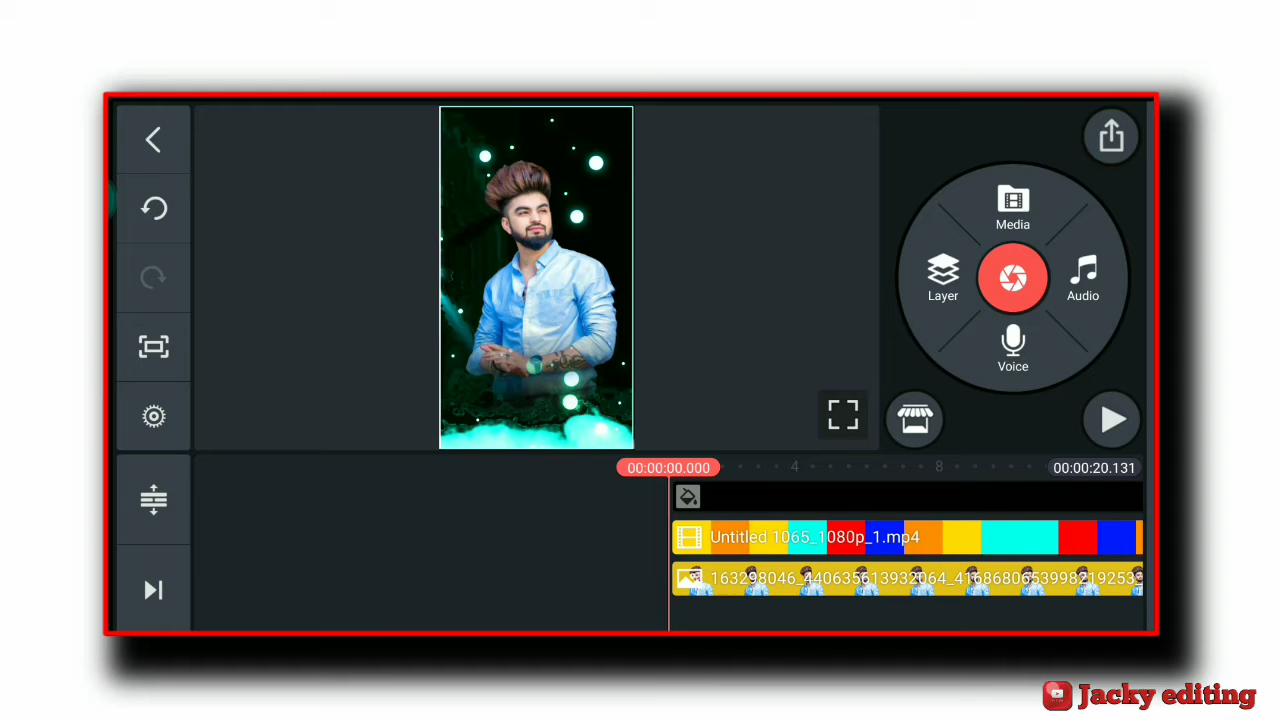 Media
Layer
Audio
Voice
00:00:00.000
4
8
00:00:20.131
Untitled 1065_1080p_1.mp4
163298046_440635613932064_4168680653998219253
Jacky editing